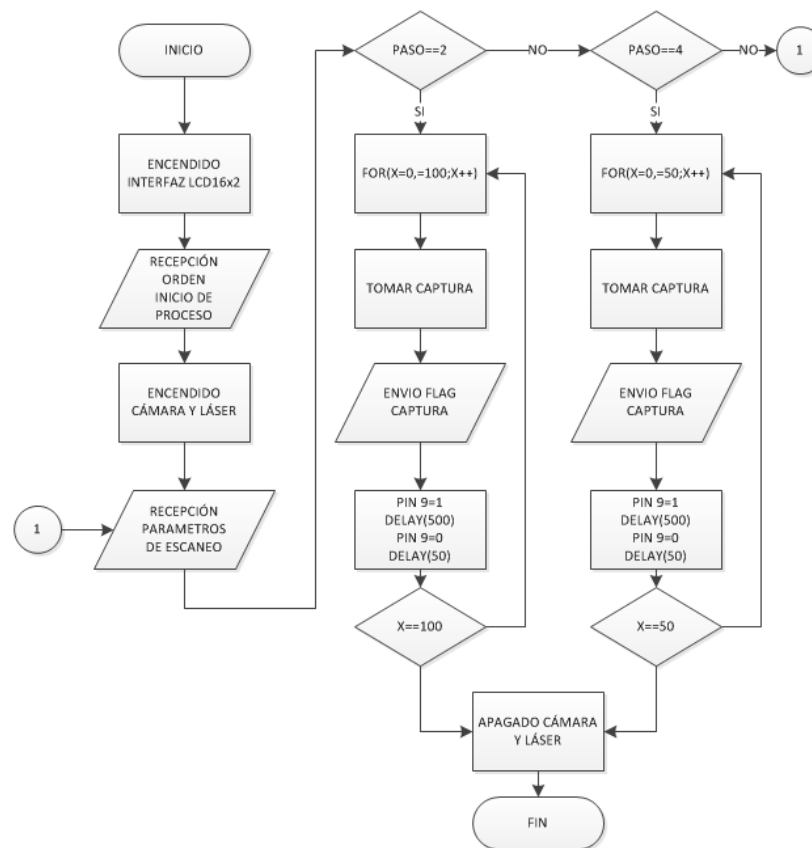 INICIO
ENCENDIDO
INTERFAZ LCD16x2
RECEPCIÓN
ORDEN
INICIO DE
PROCESO
ENCENDIDO
CÁMARA Y LÁSER
1
RECEPCIÓN
PARAMETROS
DE ESCANEO
PASO==2
NO
SI
FOR(X=0,=100;X++)
TOMAR CAPTURA
ENVIO FLAG
CAPTURA
PIN 9=1
DELAY(500)
PIN 9=0
DELAY(50)
X==100
PASO==4
NO
1
SI
FOR(X=0,=50;X++)
TOMAR CAPTURA
ENVIO FLAG
CAPTURA
PIN 9=1
DELAY(500)
PIN 9=0
DELAY(50)
X==50
APAGADO CÁMARA
Y LÁSER
FIN